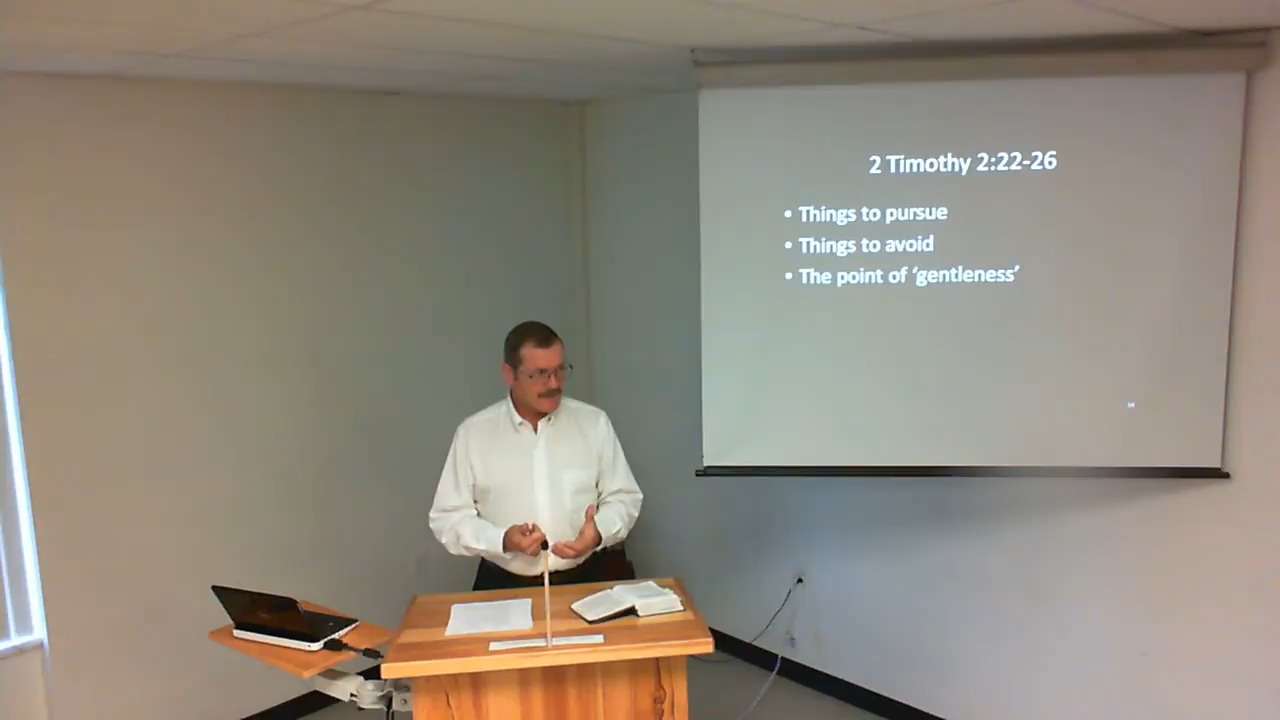 2 Timothy 2:22-26
• Things to pursue
• Things to avoid
• The point of ‘gentleness’